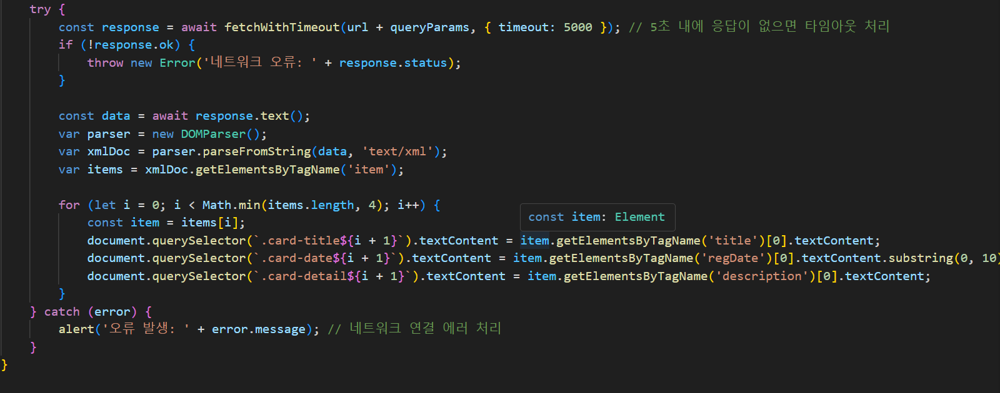 try {
const response = await fetchWithTimeout(url + queryParams, { timeout: 5000 }); // 5초 내에 응답이 없으면 타임아웃 처리
if (!response.ok) {
throw new Error('네트워크 오류: ' + response.status);
}
const data = await response.text();
var parser = new DOMParser();
var xmlDoc = parser.parseFromString(data, 'text/xml');
var items = xmlDoc.getElementsByTagName('item');
for (let i = 0; i < Math.min(items.length, 4); i++) {
const item: Element
const item = items[i];
document.querySelector(`.card-title${i + 1}`).textContent = item.getElementsByTagName('title')[0].textContent;
document.querySelector(`.card-date${i + 1}`).textContent = item.getElementsByTagName('regDate')[0].textContent.substring(0, 10)
document.querySelector(`.card-detail${i + 1}`).textContent = item.getElementsByTagName('description')[0].textContent;
}
} catch (error) {
alert('오류 발생: ' + error.message); // 네트워크 연결 에러 처리
}
}